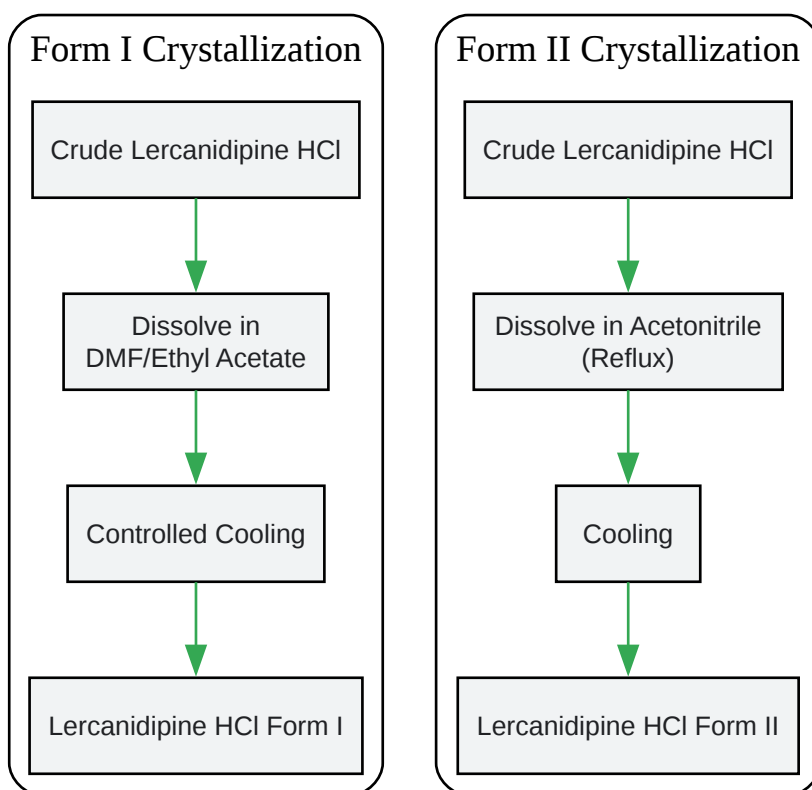 Form I Crystallization
Crude Lercanidipine HCl
Dissolve in
DMF/Ethyl Acetate
Controlled Cooling
Lercanidipine HCl Form I
Form II Crystallization
Crude Lercanidipine HCl
Dissolve in Acetonitrile
(Reflux)
Cooling
Lercanidipine HCl Form II